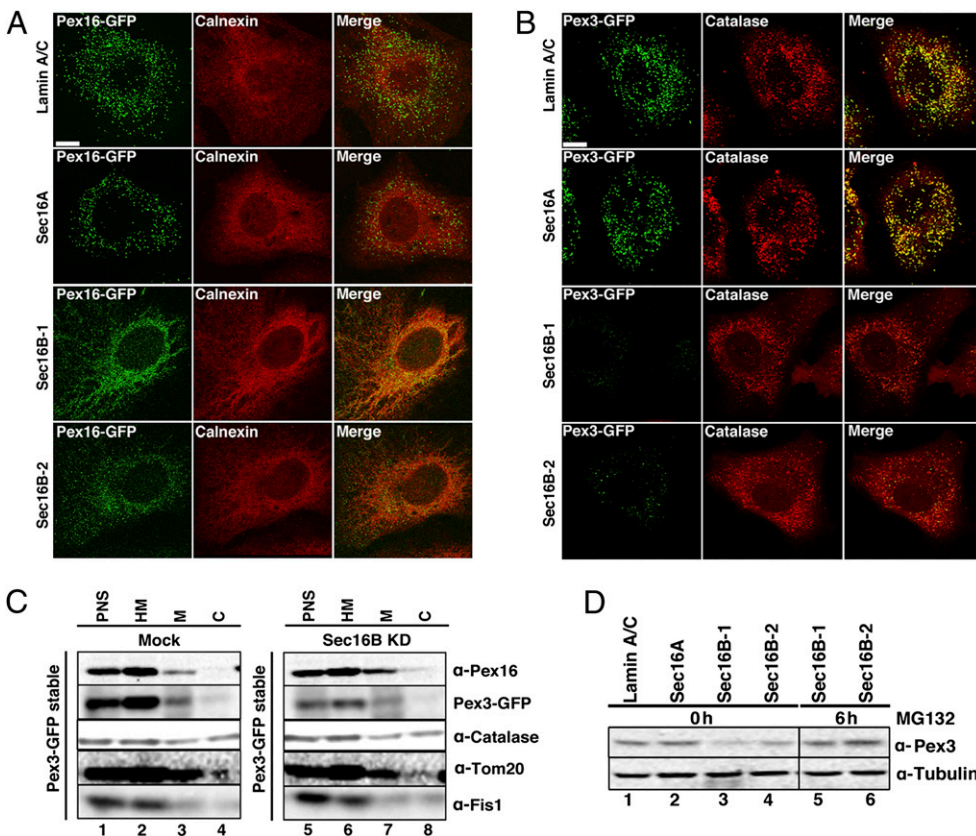 A
Pex16-GFP Calnexin Merge
Lamin A/C
Pex16-GFP Calnexin Merge
Sec16A
Pex16-GFP Calnexin Merge
Sec16B-1
Pex16-GFP Calnexin Merge
Sec16B-2
B
Pex3-GFP Catalase Merge
Lamin A/C
Pex3-GFP Catalase Merge
Sec16A
Pex3-GFP Catalase Merge
Sec16B-1
Pex3-GFP Catalase Merge
Sec16B-2
C
PNS HM M C PNS HM M C
Mock Sec16B KD
Pex3-GFP stable Pex3-GFP stable
α-Pex16
Pex3-GFP
α-Catalase
α-Tom20
α-Fis1
1 2 3 4 5 6 7 8
D
Lamin A/C Sec16A Sec16B-1 Sec16B-2 Sec16B-1 Sec16B-2
0h 6h MG132
α-Pex3
α-Tubulin
1 2 3 4 5 6